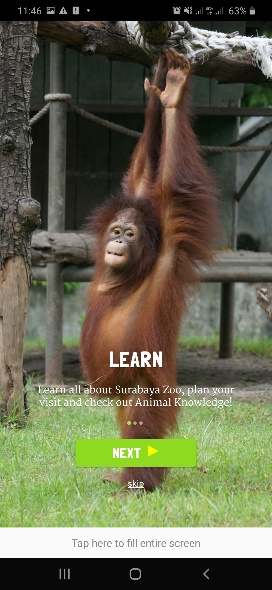 11:46 63%
LEARN
Learn all about Surabaya Zoo, plan your
visit and check out Animal Knowledge!
NEXT
skip
Tap here to fill entire screen